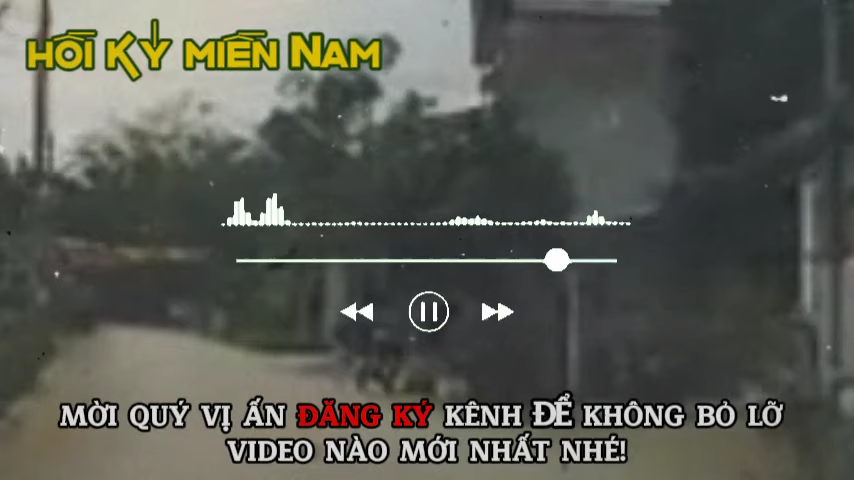 HỒI KÝ MIỀN NAM
MỜI QUÝ VỊ ẤN ĐĂNG KÝ KÊNH ĐỂ KHÔNG BỎ LỠ
VIDEO NÀO MỚI NHẤT NHÉ!